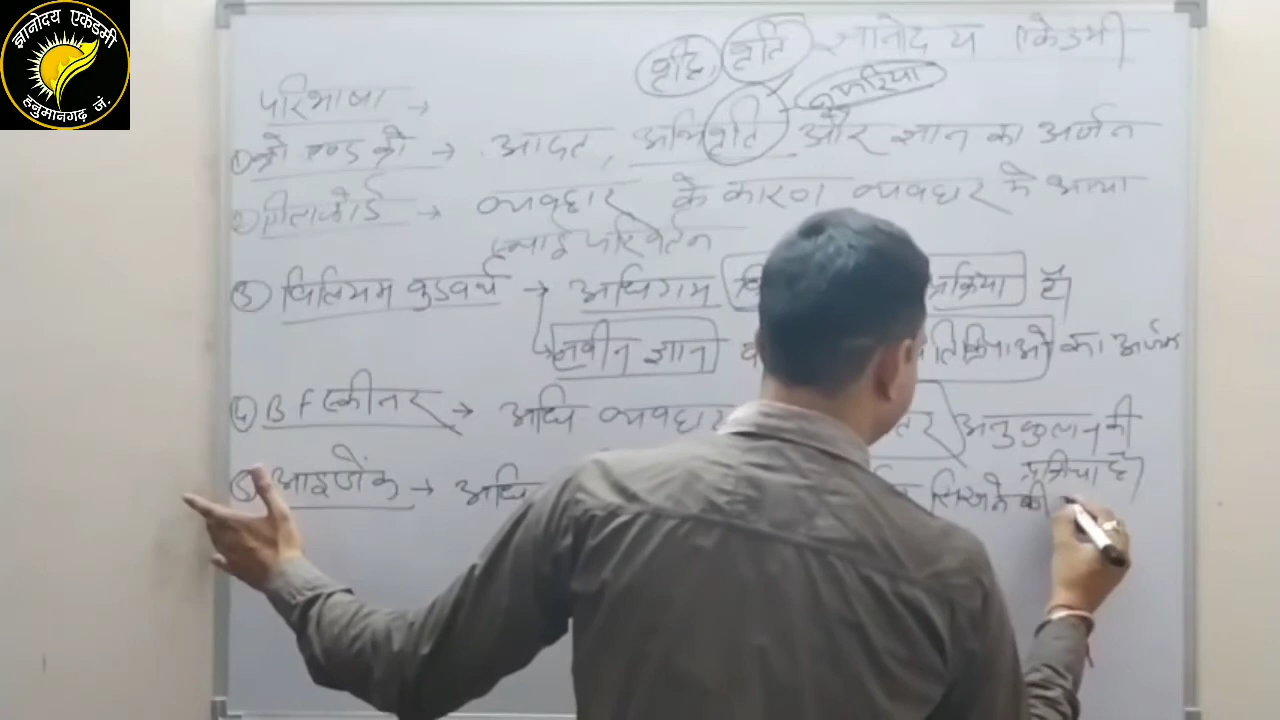 ज्ञानोदय एकेडमी
हनुमानगढ़ जं.
ज्ञानोदय एकेडमी
वृद्धि, वृति
परिभाषा →
① क्रो एण्ड क्रो → आदत, अभिवृति और ज्ञान का अर्जन
② गिलफोर्ड → व्यवहार के कारण व्यवहार मे आया
स्थाई परिवर्तन
③ विलियम वुडवर्थ → अधिगम प्रक्रिया है।
नवीन ज्ञान का अर्जन
④ B F स्कीनर → अधि व्यवहार अनुकुलन की
प्रक्रिया है।
⑤ आइजेंक → अधि सिखने की